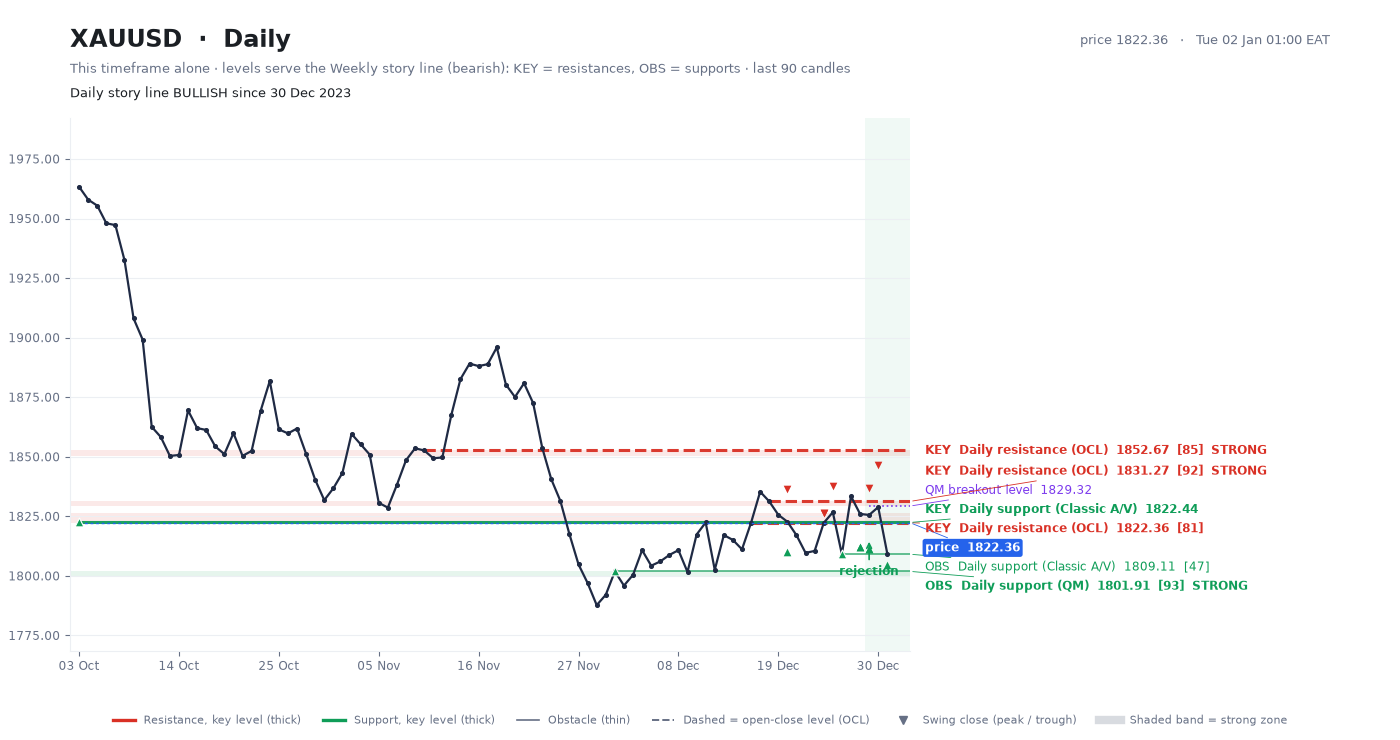 XAUUSD · Daily
price 1822.36 · Tue 02 Jan 01:00 EAT
This timeframe alone · levels serve the Weekly story line (bearish): KEY = resistances, OBS = supports · last 90 candles
Daily story line BULLISH since 30 Dec 2023
1975.00
1950.00
1925.00
1900.00
1875.00
1850.00
1825.00
1800.00
1775.00
KEY Daily resistance (OCL) 1852.67 [85] STRONG
KEY Daily resistance (OCL) 1831.27 [92] STRONG
QM breakout level 1829.32
KEY Daily support (Classic A/V) 1822.44
KEY Daily resistance (OCL) 1822.36 [81]
price 1822.36
OBS Daily support (Classic A/V) 1809.11 [47]
OBS Daily support (QM) 1801.91 [93] STRONG
rejection
03 Oct
14 Oct
25 Oct
05 Nov
16 Nov
27 Nov
08 Dec
19 Dec
30 Dec
Resistance, key level (thick)
Support, key level (thick)
Obstacle (thin)
Dashed = open-close level (OCL)
Swing close (peak / trough)
Shaded band = strong zone